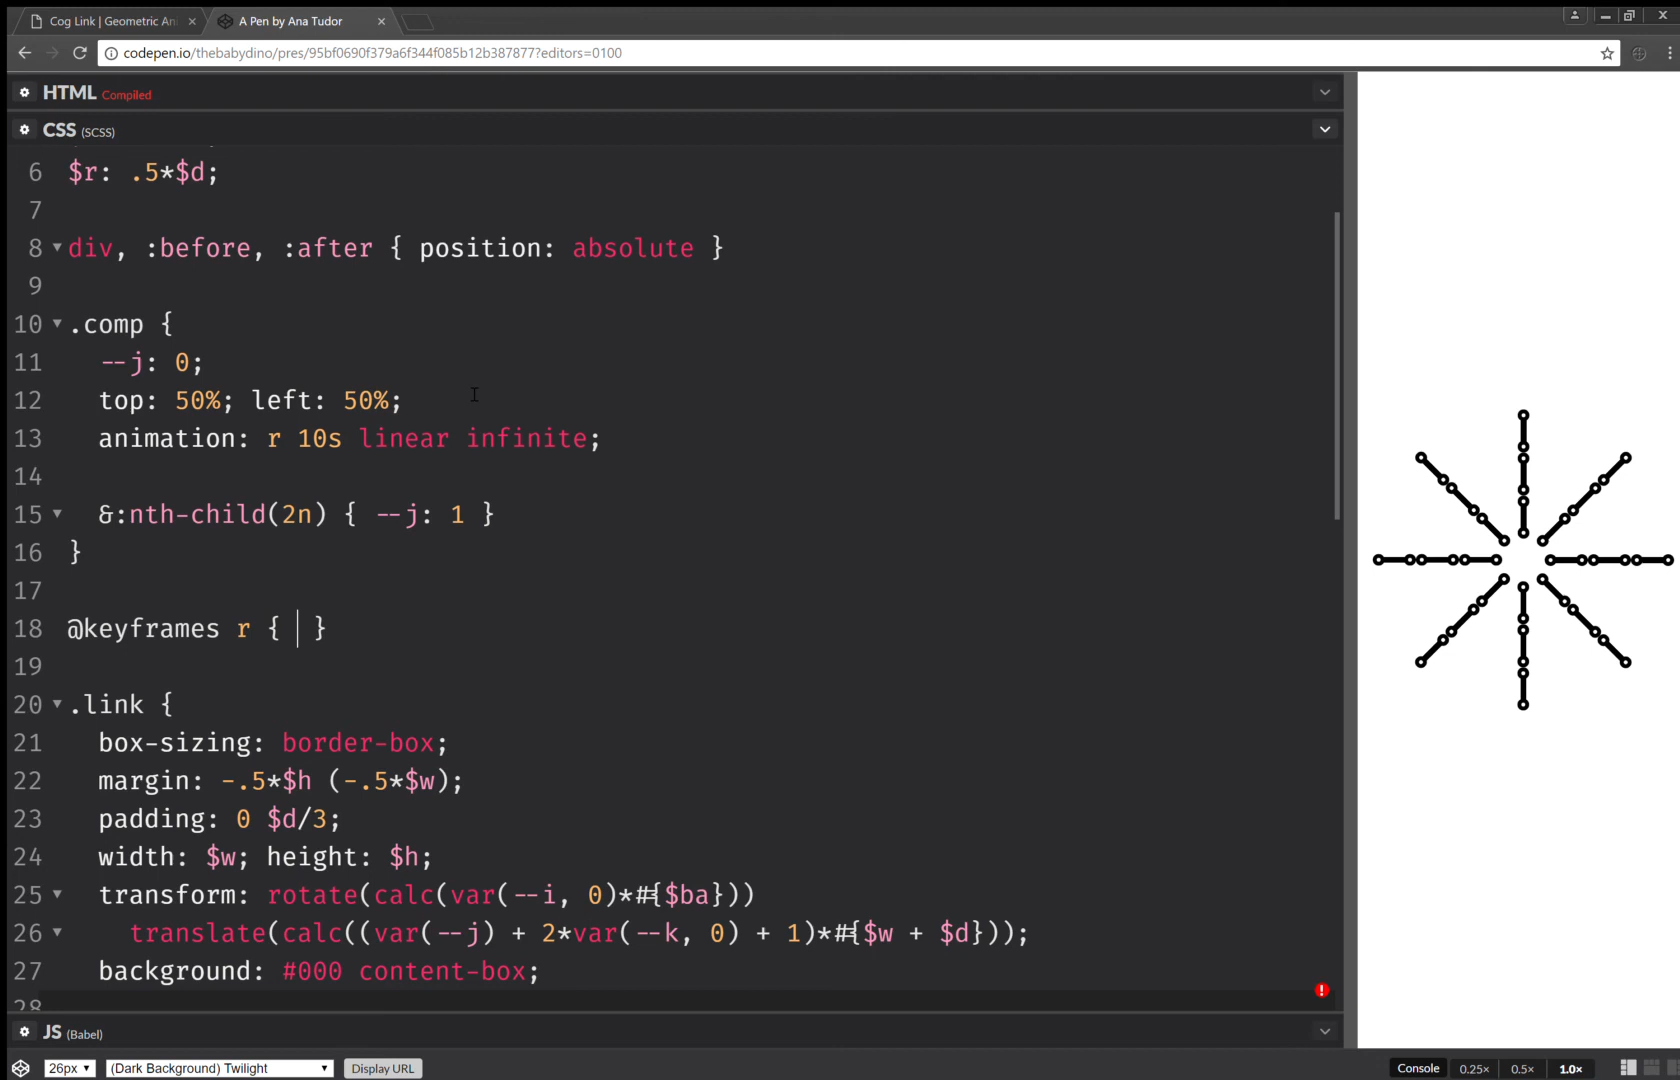 Cog Link | Geometric Ani
A Pen by Ana Tudor
codepen.io/thebabydino/pres/95bf0690f379a6f344f085b12b387877?editors=0100
HTML Compiled
CSS (SCSS)
6 $r: .5*$d;
7
8 div, :before, :after { position: absolute }
9
10 .comp {
11 --j: 0;
12 top: 50%; left: 50%;
13 animation: r 10s linear infinite;
14
15 &:nth-child(2n) { --j: 1 }
16 }
17
18 @keyframes r { }
19
20 .link {
21 box-sizing: border-box;
22 margin: -.5*$h (-.5*$w);
23 padding: 0 $d/3;
24 width: $w; height: $h;
25 transform: rotate(calc(var(--i, 0)*#{$ba}))
26 translate(calc((var(--j) + 2*var(--k, 0) + 1)*#{$w + $d}));
27 background: #000 content-box;
28
JS (Babel)
26px (Dark Background) Twilight Display URL Console 0.25× 0.5× 1.0×